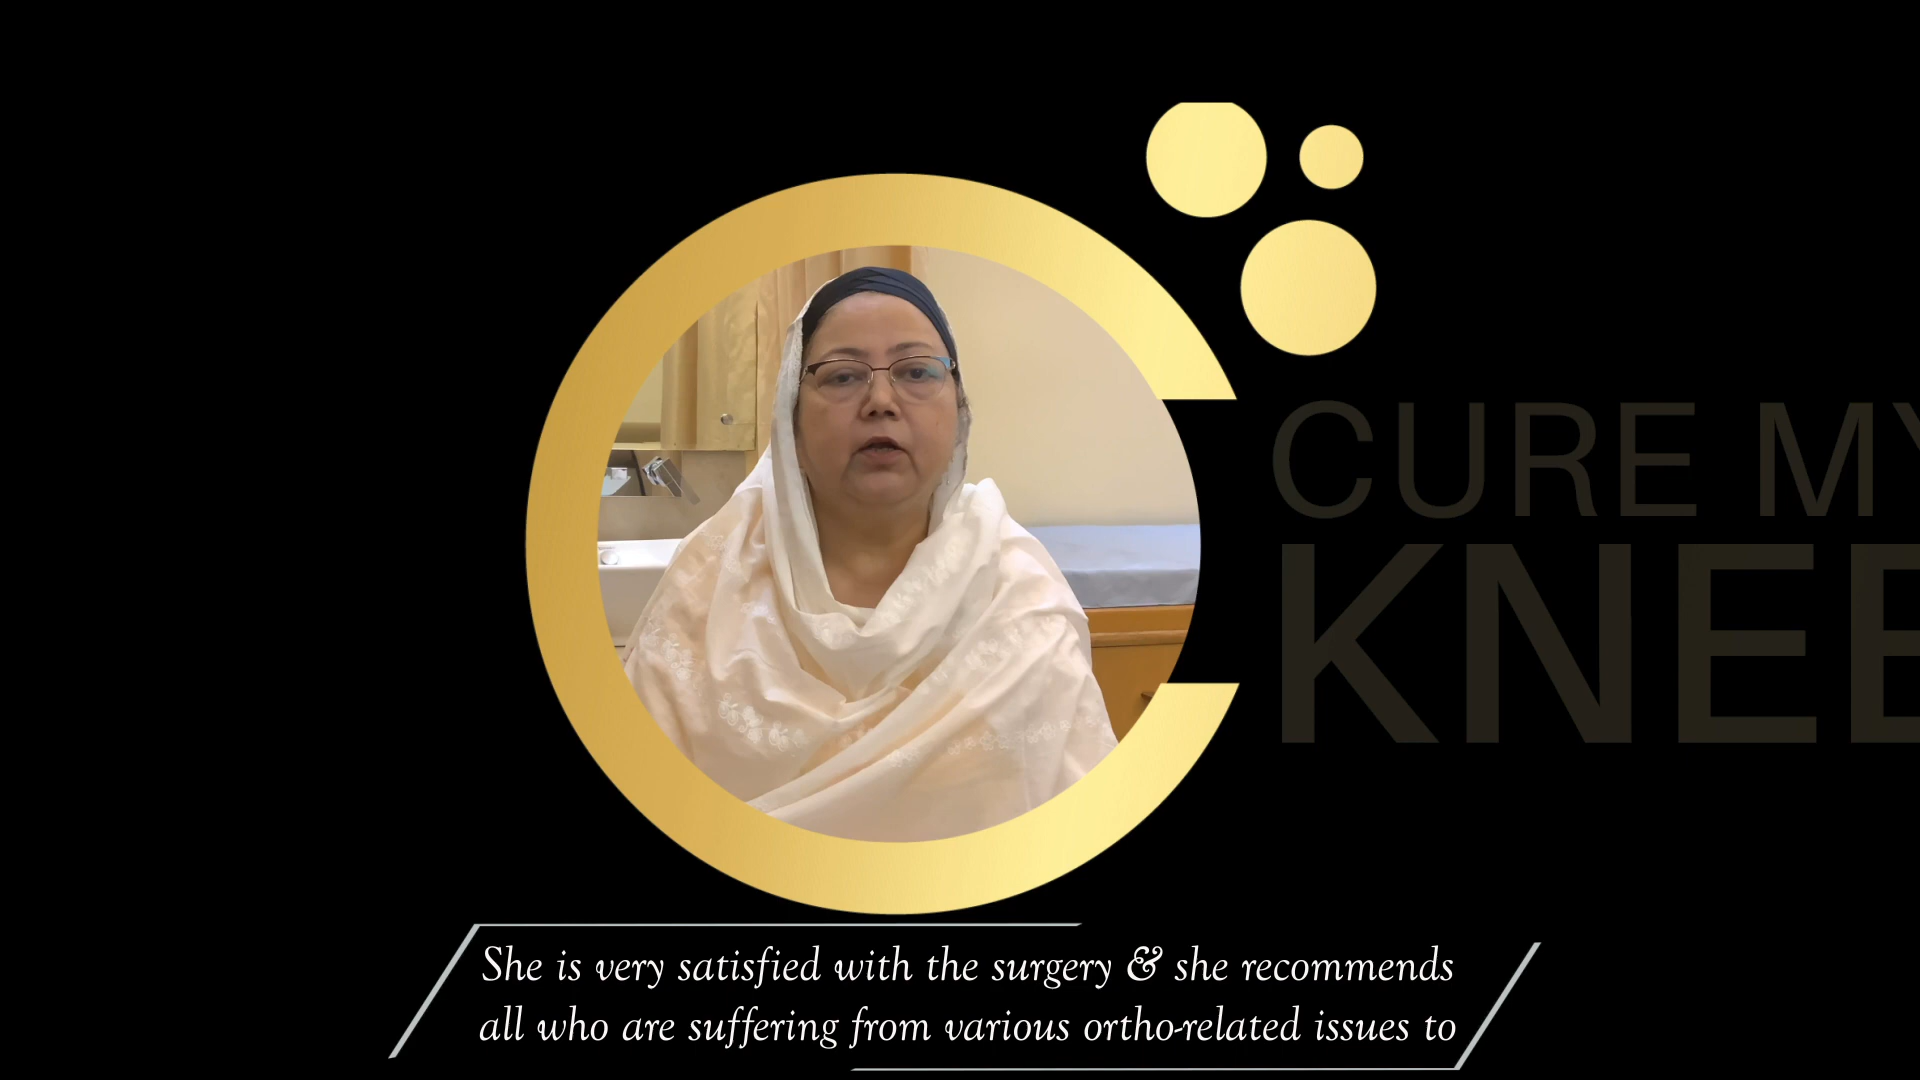 CURE MY
KNEE
She is very satisfied with the surgery & she recommends
all who are suffering from various ortho-related issues to